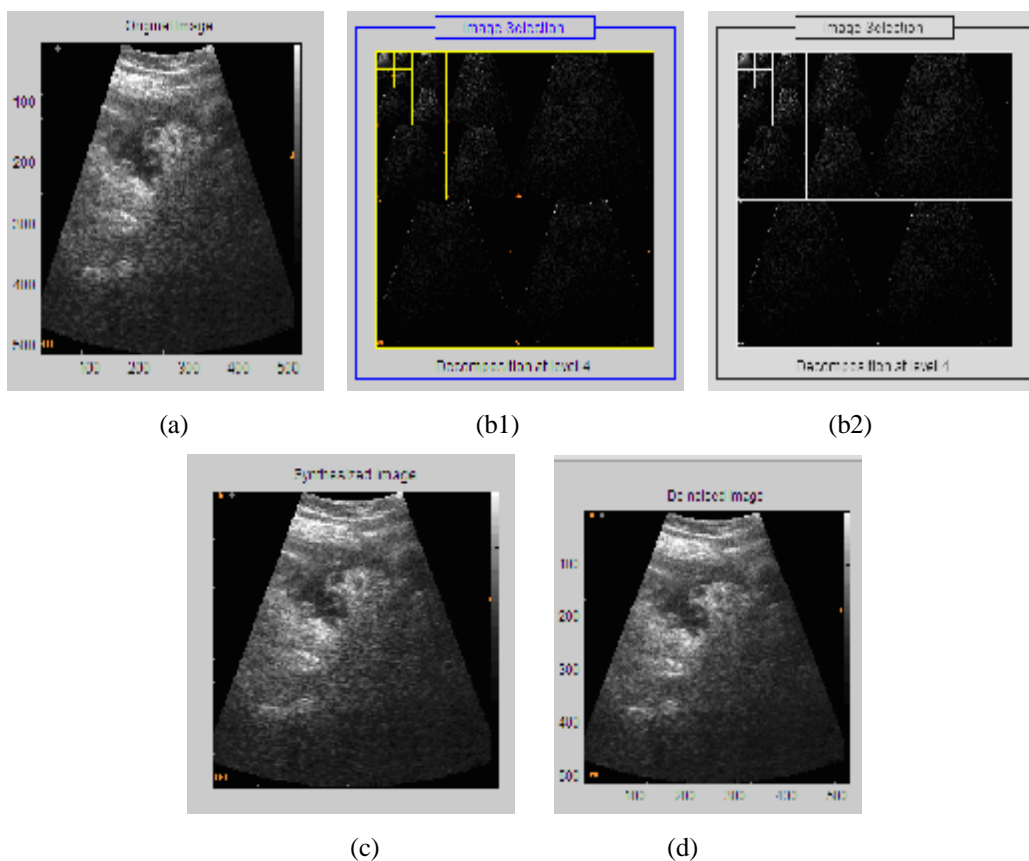 Original Image
100
200
300
400
500
100 200 300 400 500
(a)
Image Selection
Decomposition at level 4
(b1)
Image Selection
Decomposition at level 4
(b2)
Synthesized Image
(c)
De-noised Image
100
200
300
400
500
100 200 300 400 500
(d)